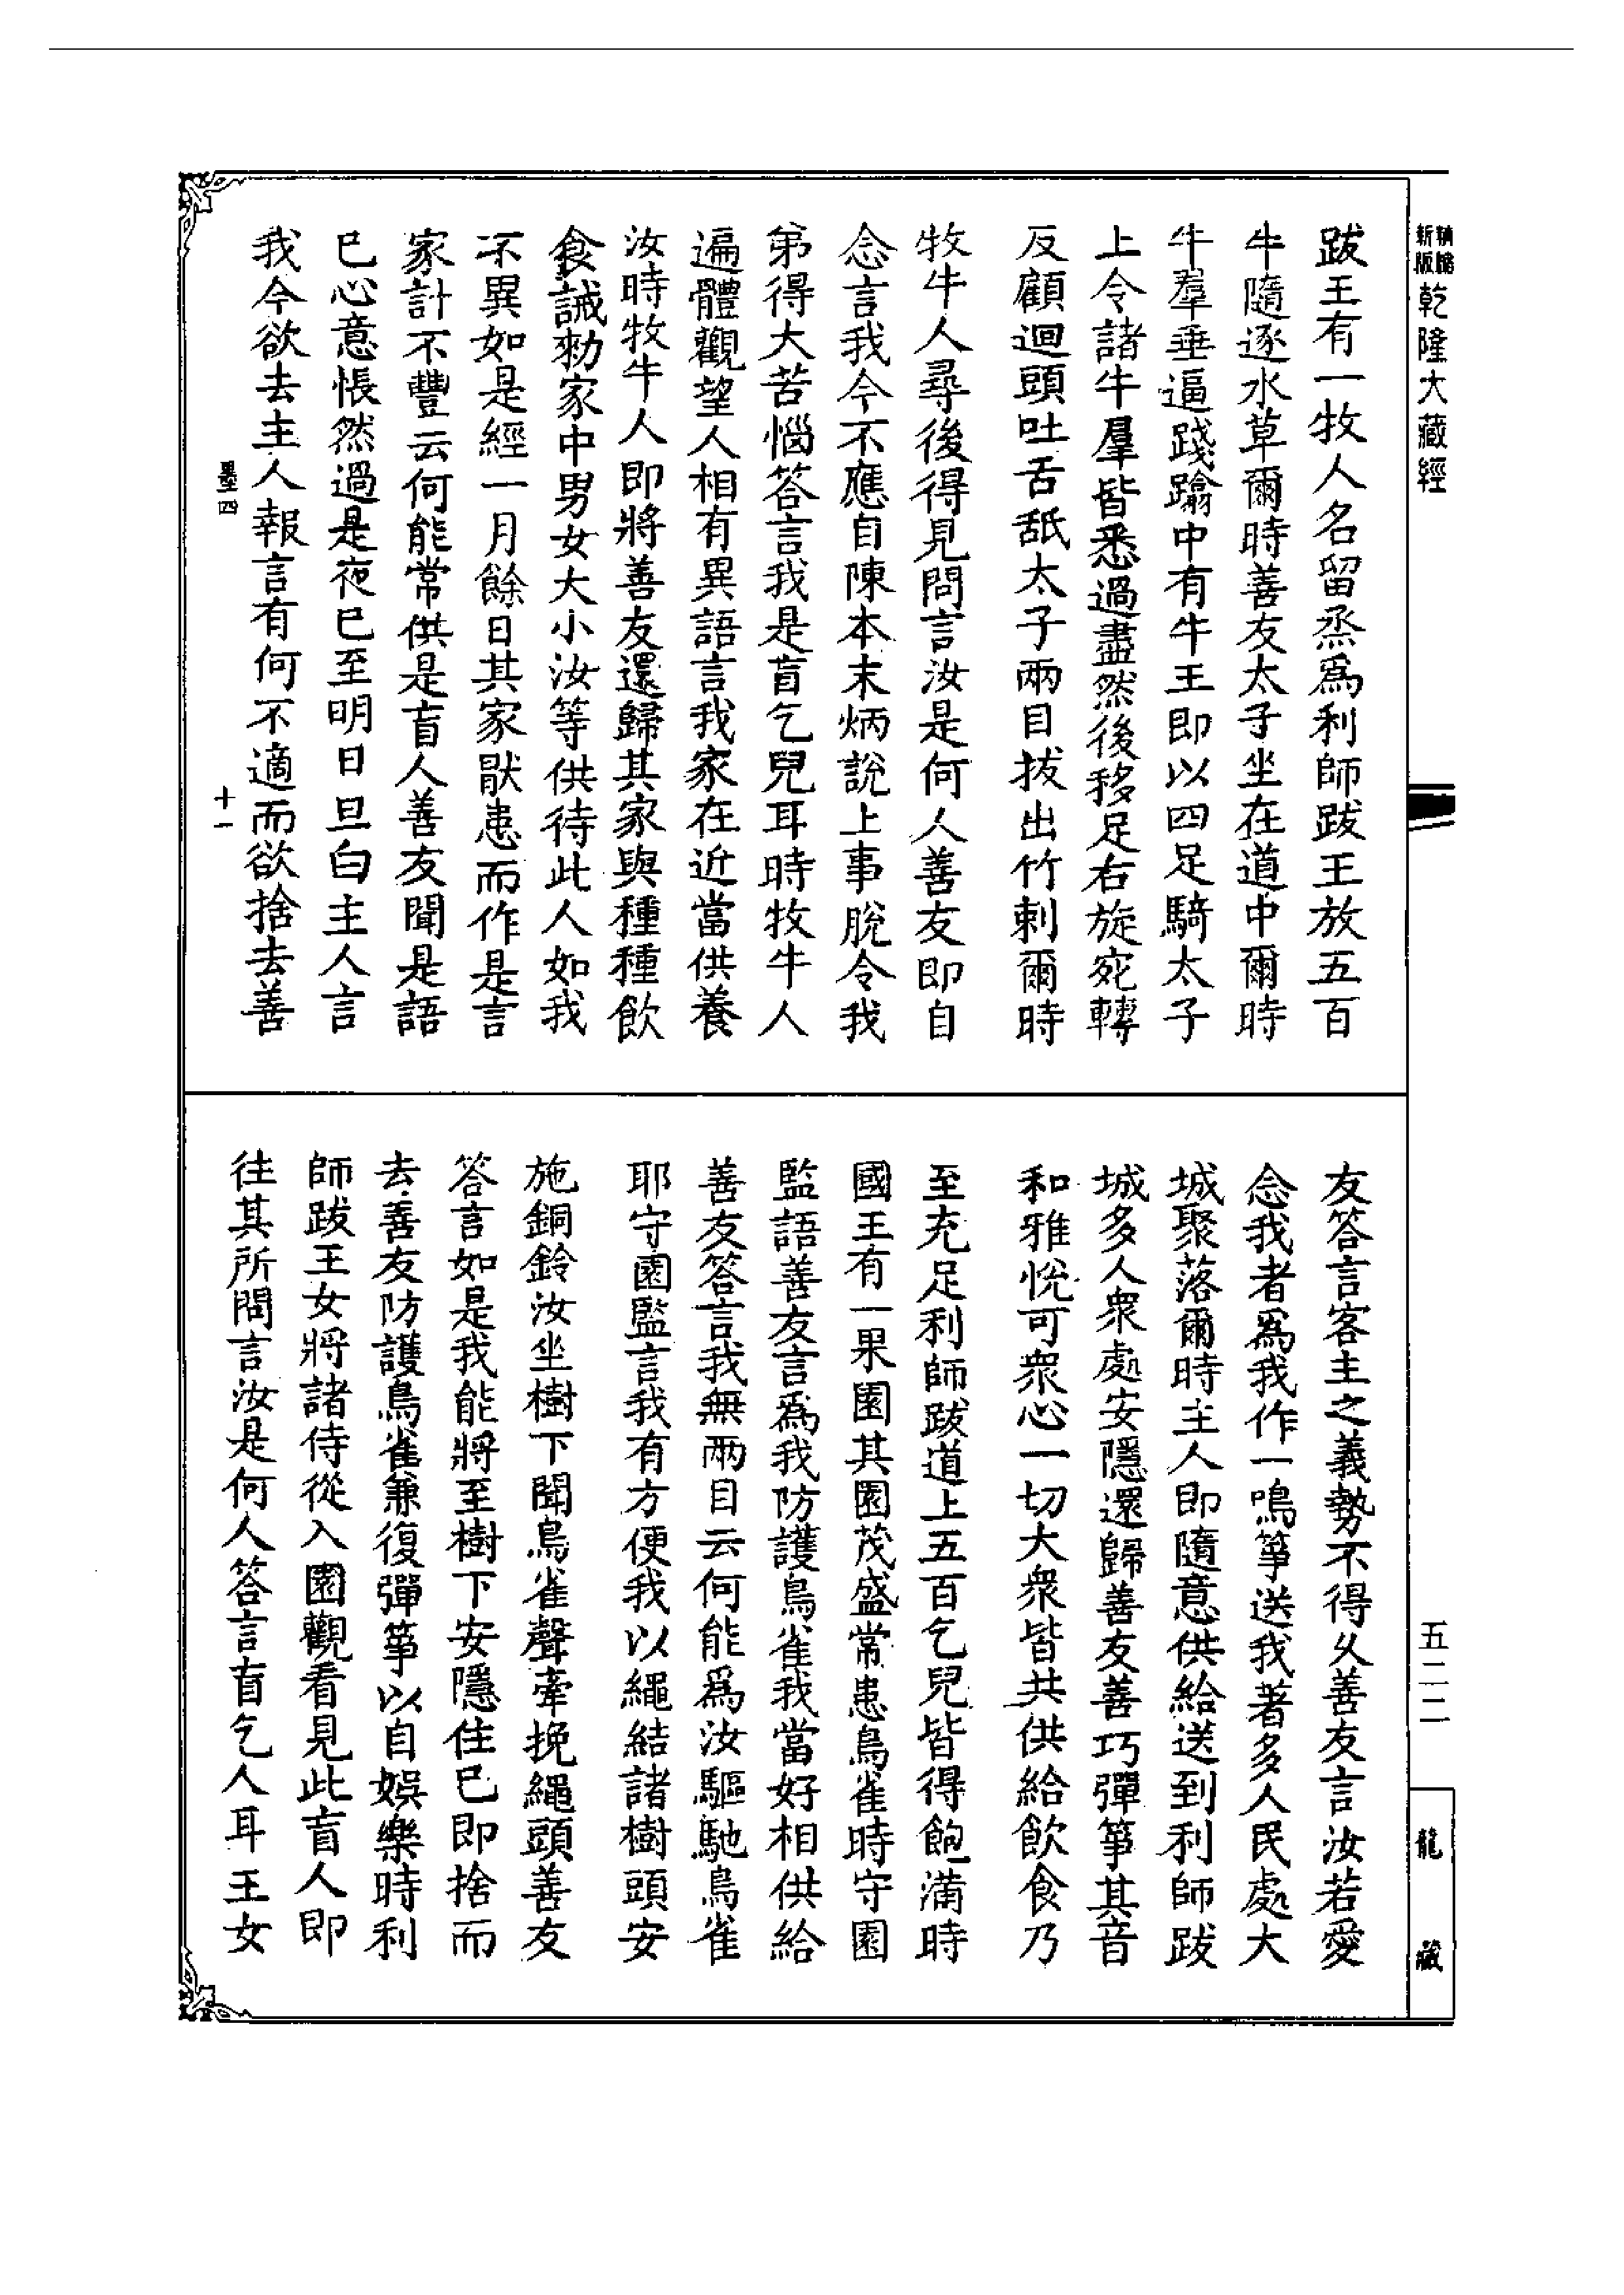 新版
精縮
乾隆大藏經
跋王有一牧人名留烝爲利師跋王放五百
牛隨逐水草爾時善友太子坐在道中爾時
牛羣垂逼踐蹹中有牛王即以四足騎太子
上令諸牛羣皆悉過盡然後移足右旋宛轉
反顧迴頭吐舌舐太子兩目拔出竹刺爾時
牧牛人尋後得見問言汝是何人善友即自
念言我今不應自陳本末炳說上事脫令我
弟得大苦惱答言我是盲乞兒耳時牧牛人
遍體觀望人相有異語言我家在近當供養
汝時牧牛人即將善友還歸其家與種種飲
食誡勑家中男女大小汝等供待此人如我
不異如是經一月餘日其家猒患而作是言
家計不豐云何能常供是盲人善友聞是語
已心意悵然過是夜已至明日旦白主人言
我今欲去主人報言有何不適而欲捨去善
墨四
十一
友答言客主之義勢不得久善友言汝若愛
念我者爲我作一鳴箏送我著多人民處大
城聚落爾時主人即隨意供給送到利師跋
城多人衆處安隱還歸善友善巧彈箏其音
和雅悅可衆心一切大衆皆共供給飲食乃
至充足利師跋道上五百乞兒皆得飽滿時
國王有一果園其園茂盛常患鳥雀時守園
監語善友言爲我防護鳥雀我當好相供給
善友答言我無兩目云何能爲汝驅馳鳥雀
耶守園監言我有方便我以繩結諸樹頭安
施銅鈴汝坐樹下聞鳥雀聲牽挽繩頭善友
答言如是我能將至樹下安隱住已即捨而
去善友防護鳥雀兼復彈箏以自娛樂時利
師跋王女將諸侍從入園觀看見此盲人即
往其所問言汝是何人答言盲乞人耳王女
五二二
龍藏